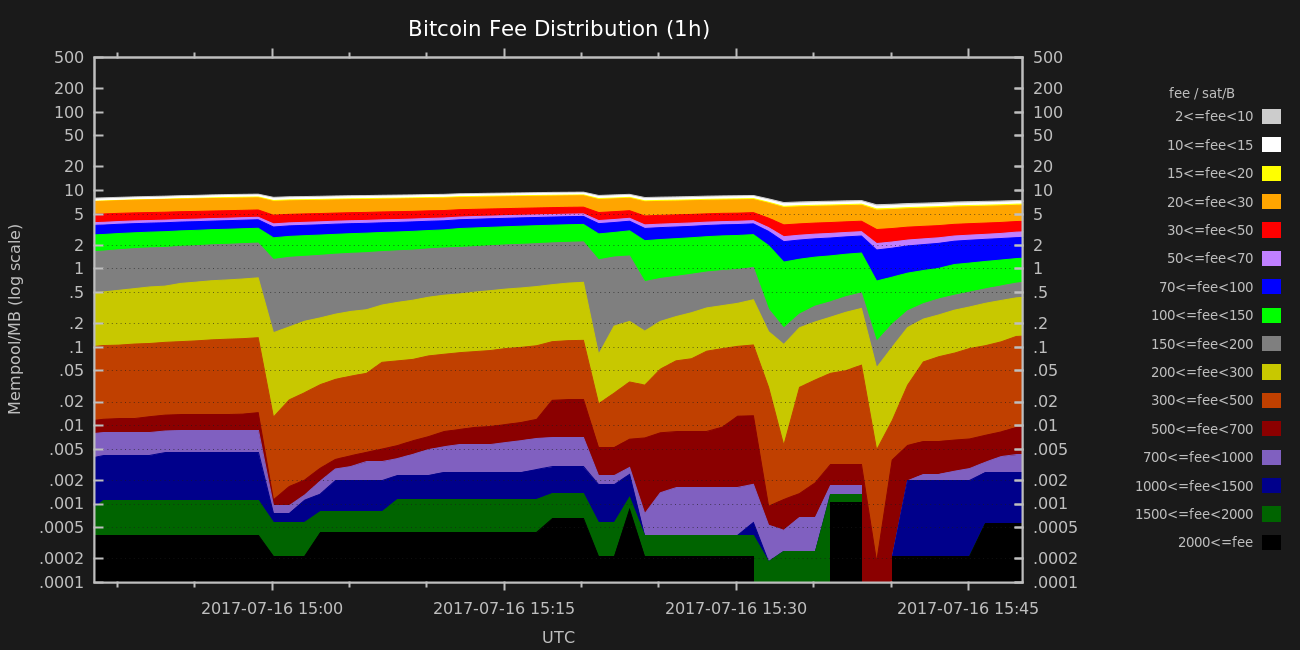 Bitcoin Fee Distribution (1h)
500 500
200 200
100 100
50 50
20 20
10 10
5 5
2 2
1 1
.5 .5
.2 .2
.1 .1
.05 .05
.02 .02
.01 .01
.005 .005
.002 .002
.001 .001
.0005 .0005
.0002 .0002
.0001 .0001
Mempool/MB (log scale)
2017-07-16 15:00 2017-07-16 15:15 2017-07-16 15:30 2017-07-16 15:45
UTC
fee / sat/B
2<=fee<10
10<=fee<15
15<=fee<20
20<=fee<30
30<=fee<50
50<=fee<70
70<=fee<100
100<=fee<150
150<=fee<200
200<=fee<300
300<=fee<500
500<=fee<700
700<=fee<1000
1000<=fee<1500
1500<=fee<2000
2000<=fee